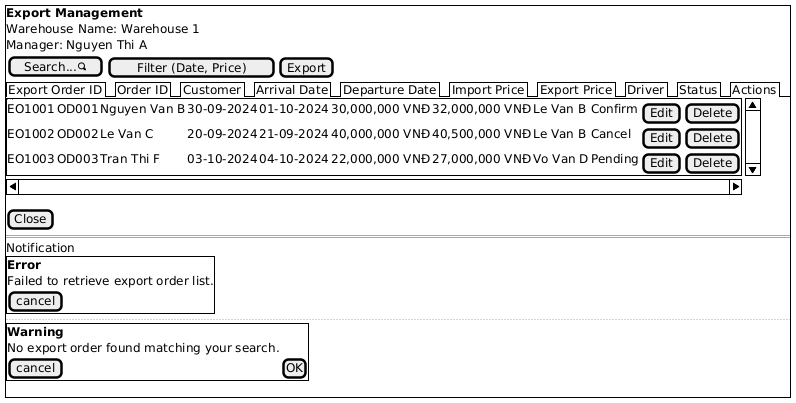 Export Management
Warehouse Name: Warehouse 1
Manager: Nguyen Thi A
Search... Filter (Date, Price) Export
Export Order ID Order ID Customer Arrival Date Departure Date Import Price Export Price Driver Status Actions
EO1001 OD001 Nguyen Van B 30-09-2024 01-10-2024 30,000,000 VNĐ 32,000,000 VNĐ Le Van B Confirm Edit Delete
EO1002 OD002 Le Van C 20-09-2024 21-09-2024 40,000,000 VNĐ 40,500,000 VNĐ Le Van B Cancel Edit Delete
EO1003 OD003 Tran Thi F 03-10-2024 04-10-2024 22,000,000 VNĐ 27,000,000 VNĐ Vo Van D Pending Edit Delete
Close
Notification
Error
Failed to retrieve export order list.
cancel
Warning
No export order found matching your search.
cancel OK